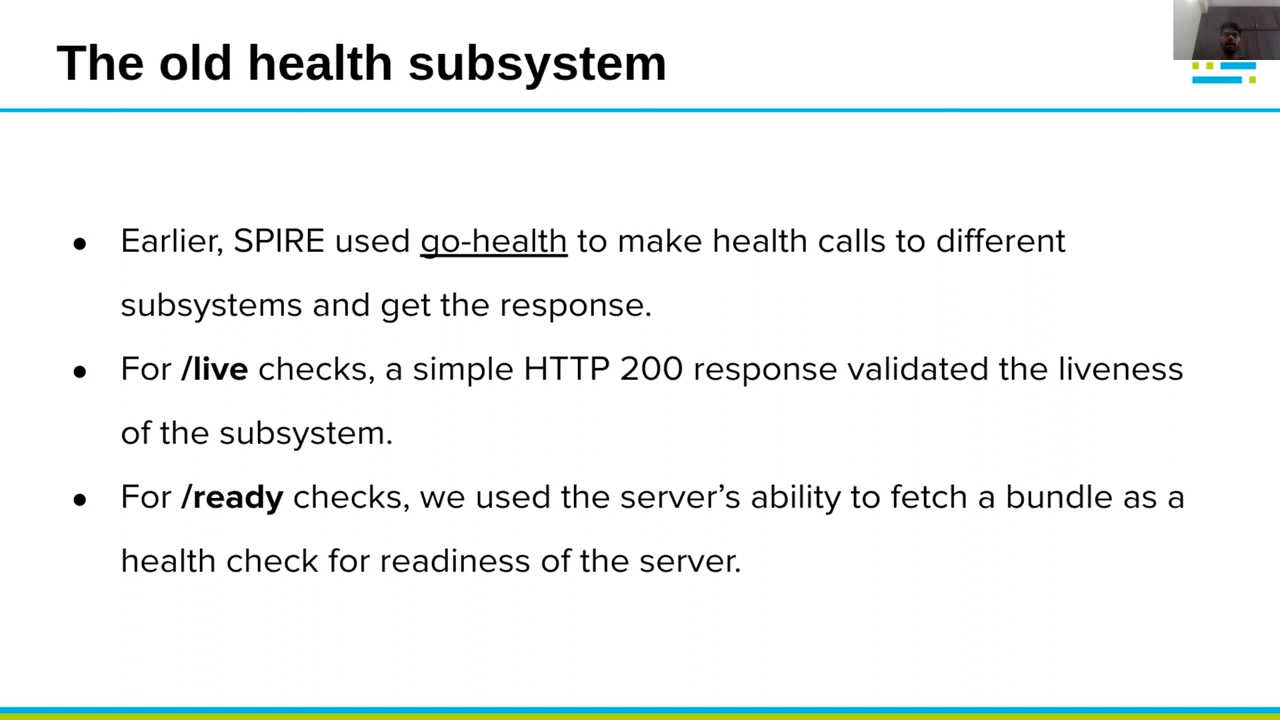 The old health subsystem
● Earlier, SPIRE used go-health to make health calls to different
subsystems and get the response.
● For /live checks, a simple HTTP 200 response validated the liveness
of the subsystem.
● For /ready checks, we used the server’s ability to fetch a bundle as a
health check for readiness of the server.